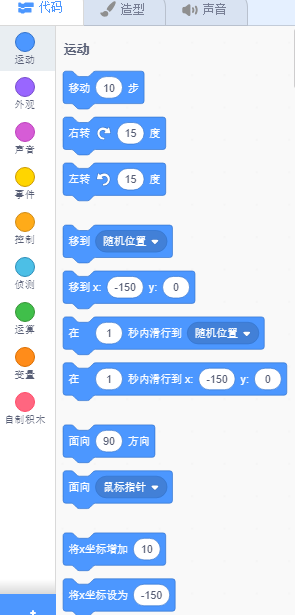 代码 造型 声音
运动
外观
声音
事件
控制
侦测
运算
变量
自制积木
运动
移动 10 步
右转 15 度
左转 15 度
移到 随机位置
移到 x: -150 y: 0
在 1 秒内滑行到 随机位置
在 1 秒内滑行到 x: -150 y: 0
面向 90 方向
面向 鼠标指针
将x坐标增加 10
将x坐标设为 -150